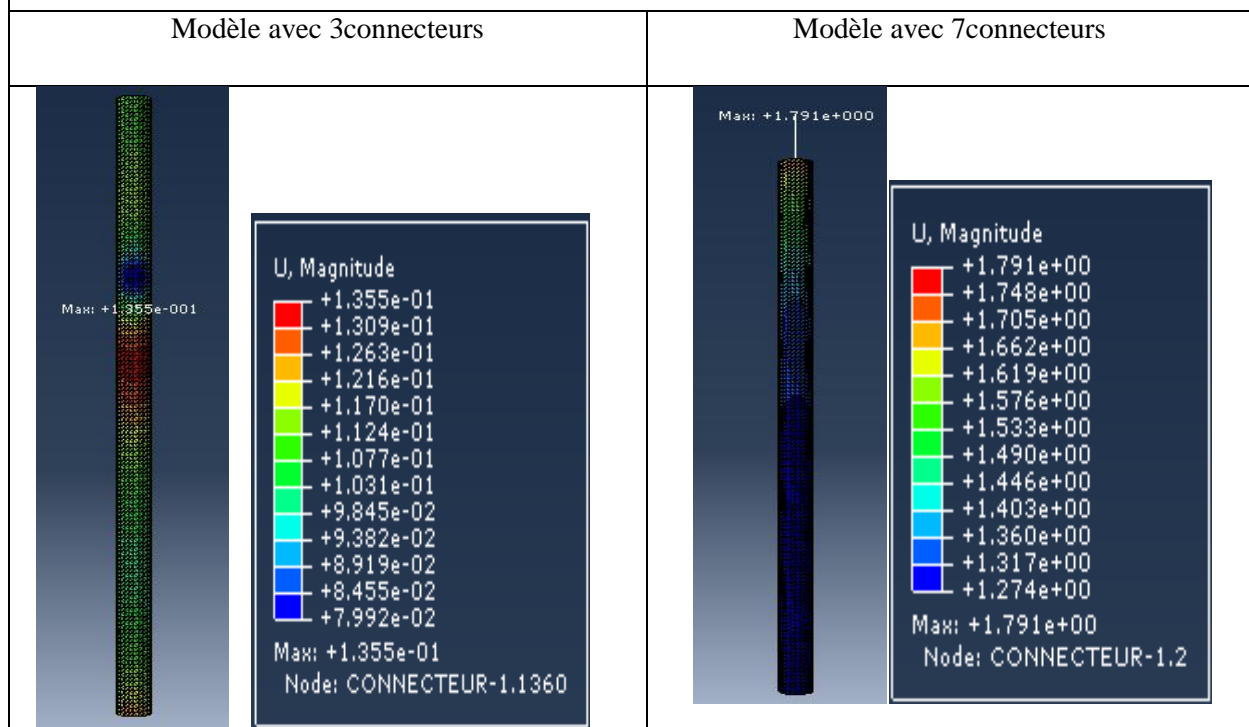 Modèle avec 3connecteurs
Modèle avec 7connecteurs
Max: +1.355e-001
U, Magnitude
+1.355e-01
+1.309e-01
+1.263e-01
+1.216e-01
+1.170e-01
+1.124e-01
+1.077e-01
+1.031e-01
+9.845e-02
+9.382e-02
+8.919e-02
+8.455e-02
+7.992e-02
Max: +1.355e-01
Node: CONNECTEUR-1.1360
Max: +1.791e+000
U, Magnitude
+1.791e+00
+1.748e+00
+1.705e+00
+1.662e+00
+1.619e+00
+1.576e+00
+1.533e+00
+1.490e+00
+1.446e+00
+1.403e+00
+1.360e+00
+1.317e+00
+1.274e+00
Max: +1.791e+00
Node: CONNECTEUR-1.2